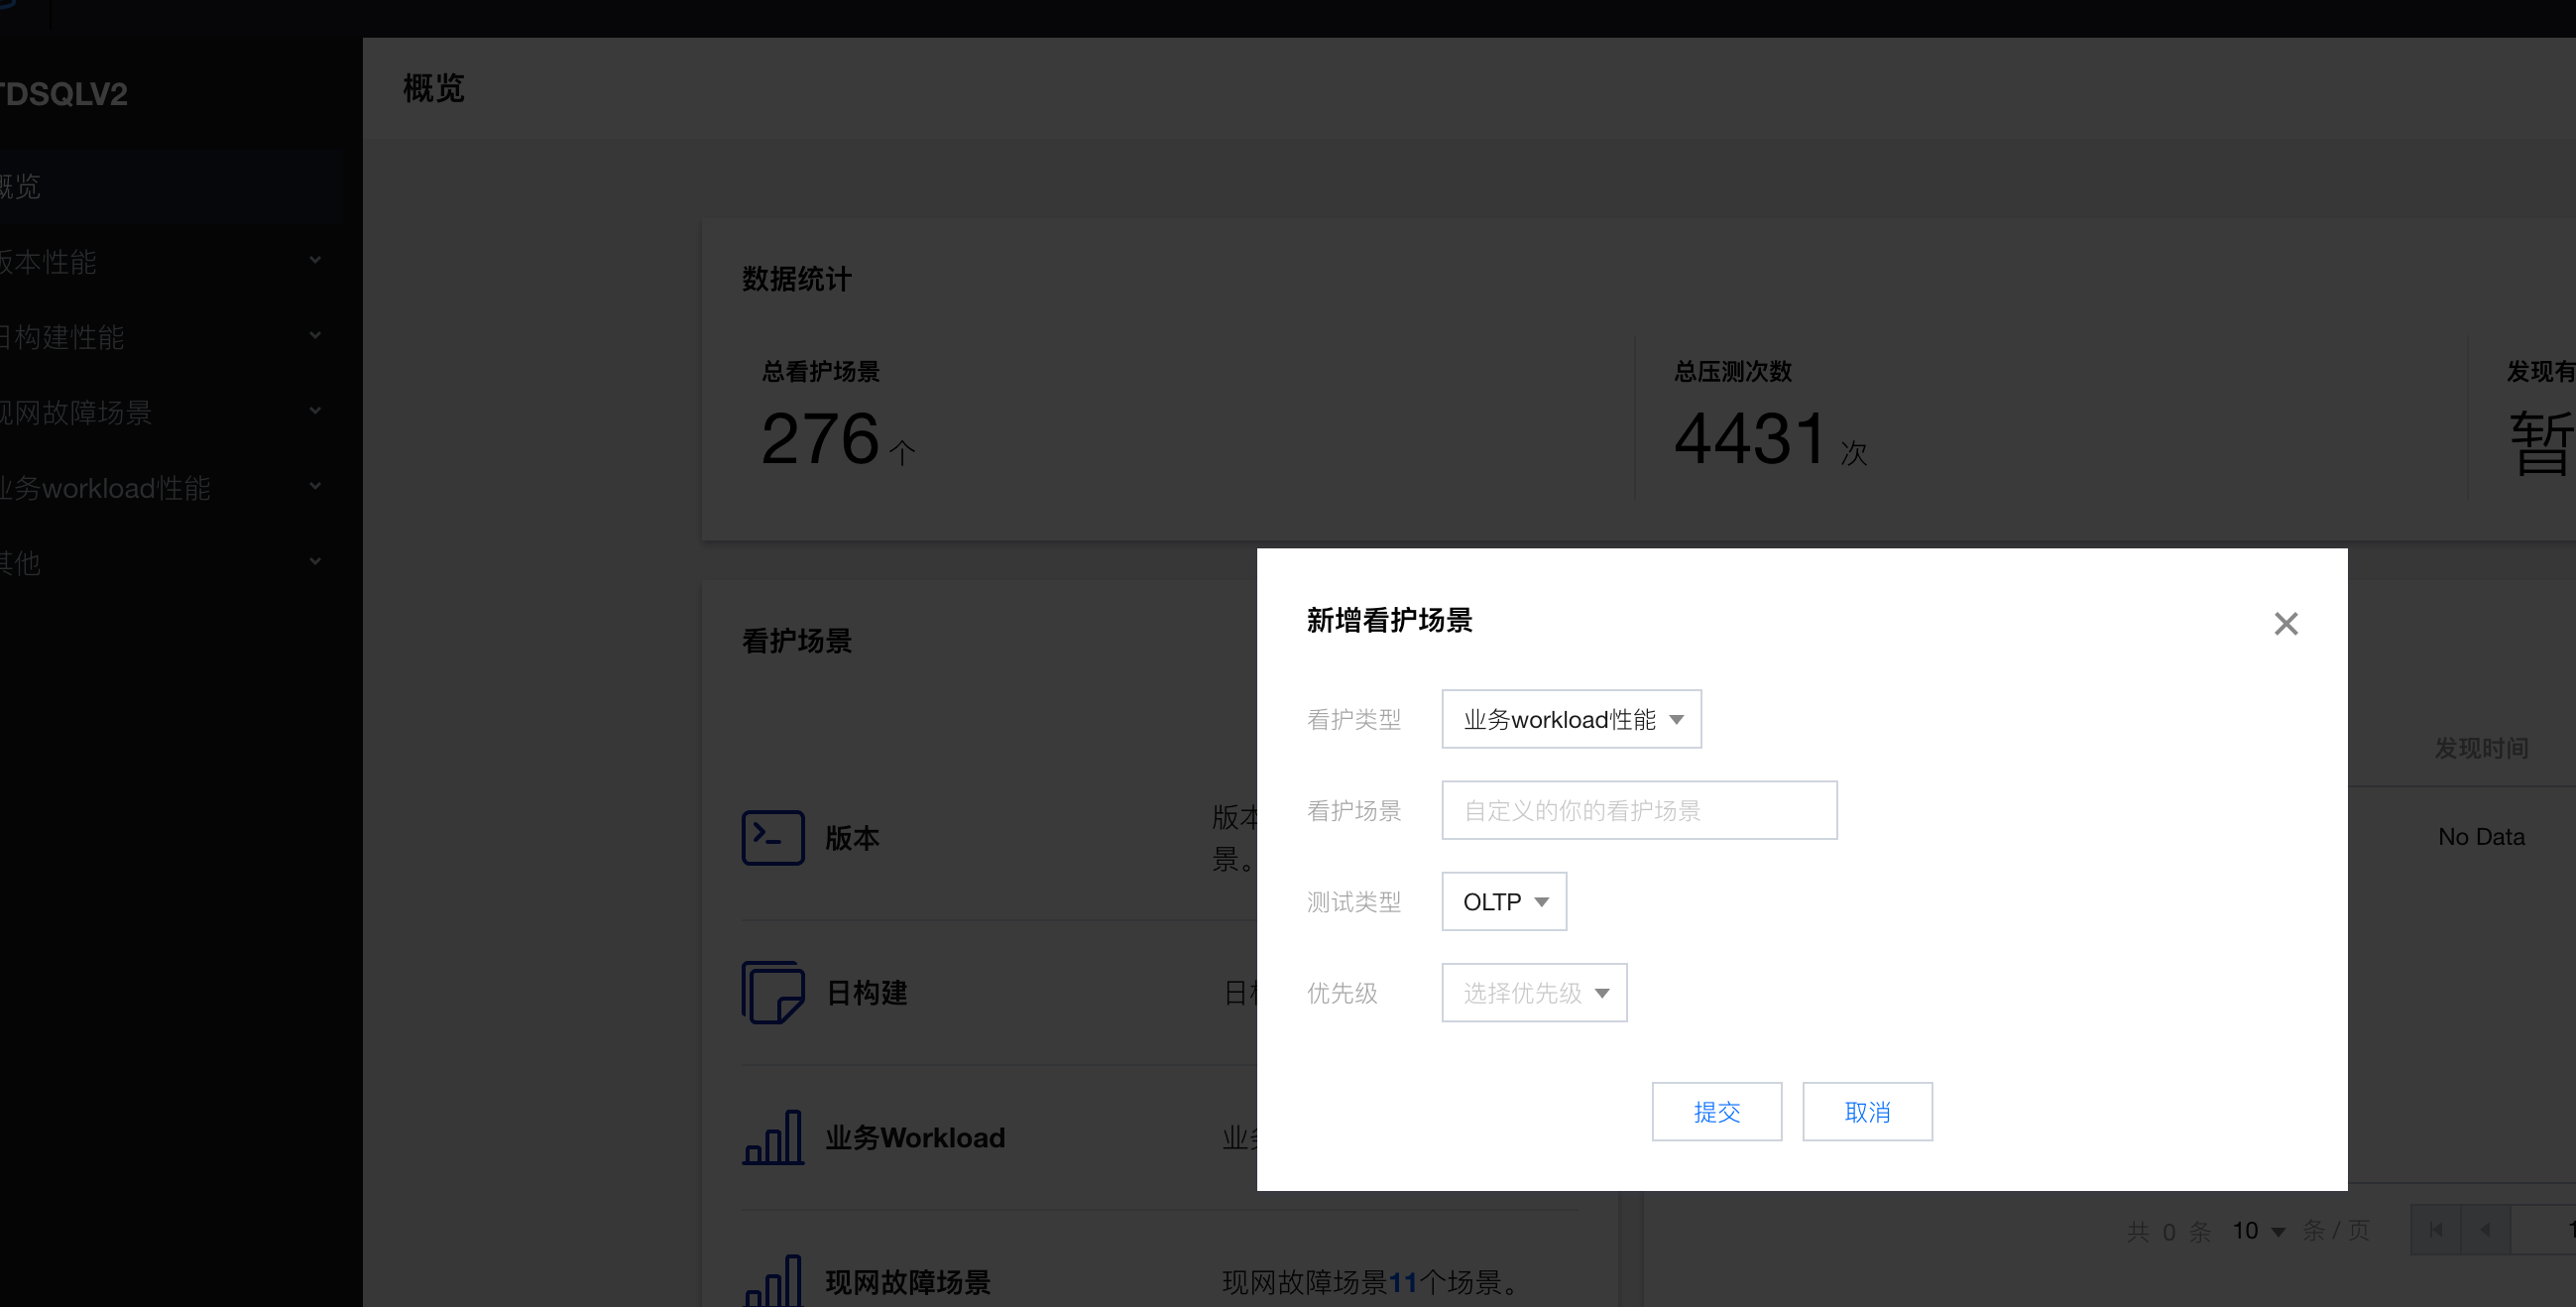 TDSQLV2
概览
版本性能
日构建性能
现网故障场景
业务workload性能
其他
概览
数据统计
总看护场景
276 个
总压测次数
4431 次
发现有
暂
看护场景
版本
版本
景。
日构建
日构
业务Workload
业务
现网故障场景
现网故障场景11个场景。
发现时间
No Data
共 0 条 10 条 / 页
新增看护场景
看护类型 业务workload性能
看护场景 自定义的你的看护场景
测试类型 OLTP
优先级 选择优先级
提交 取消